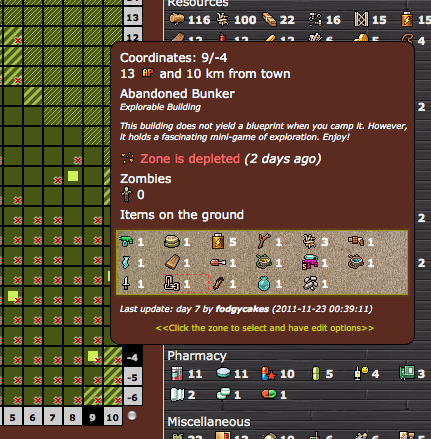 Resources
116 100 22 16 15 15
13
12
Coordinates: 9/-4
13 AP and 10 km from town
Abandoned Bunker
Explorable Building
This building does not yield a blueprint when you camp it. However,
it holds a fascinating mini-game of exploration. Enjoy!
Zone is depleted (2 days ago)
Zombies
0
Items on the ground
1 1 5 1 3 1
1 1 1 1 1 1
1 1 1 1 1
Last update: day 7 by fodgycakes (2011-11-23 00:39:11)
<<Click the zone to select and have edit options>>
-4
-5
-6
5 6 7 8 9 10
Pharmacy
11 11 10 5 4 3
2 1 1
Miscellaneous